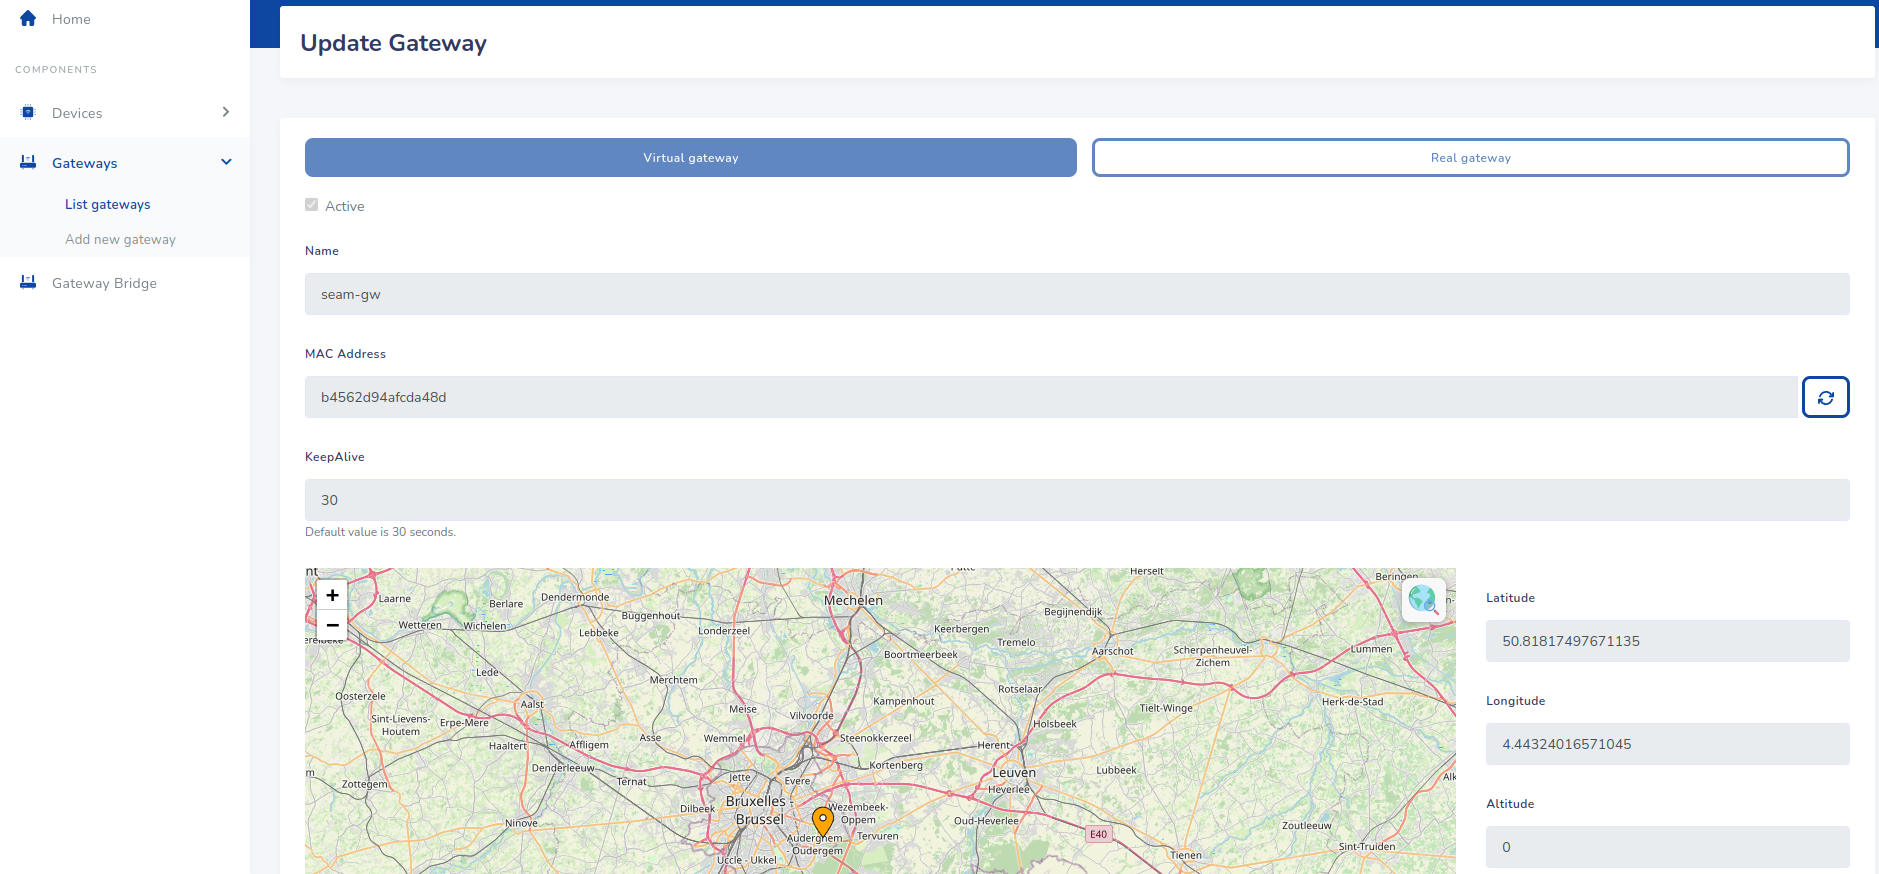 Home
Update Gateway
COMPONENTS
Devices
Gateways
List gateways
Add new gateway
Gateway Bridge
Virtual gateway
Real gateway
Active
Name
seam-gw
MAC Address
b4562d94afcda48d
KeepAlive
30
Default value is 30 seconds.
+
−
Laarne
Berlare
Dendermonde
Buggenhout
Mechelen
Herselt
Beringen
Begijnendijk
Wetteren
Wichelen
Lebbeke
Londerzeel
Keerbergen
Tremelo
Boortmeerbeek
Aarschot
Scherpenheuvel-
Zichem
Lummen
Lede
Merchtem
Rotselaar
Oosterzele
Aalst
Meise
Vilvoorde
Kampenhout
Tielt-Winge
Herk-de-Stad
Sint-Lievens-
Houtem
Erpe-Mere
Holsbeek
Haaltert
Affligem
Asse
Wemmel
Steenokkerzeel
Herent
Zottegem
Denderleeuw
Ternat
Jette
Evere
Kortenberg
Leuven
Heverlee
Lubbeek
Dilbeek
Bruxelles -
Brussel
Wezembeek-
Oppem
Ninove
Auderghem
- Oudergem
Tervuren
Oud-Heverlee
E40
Zoutleeuw
Uccle - Ukkel
Tienen
Sint-Truiden
Latitude
50.81817497671135
Longitude
4.44324016571045
Altitude
0